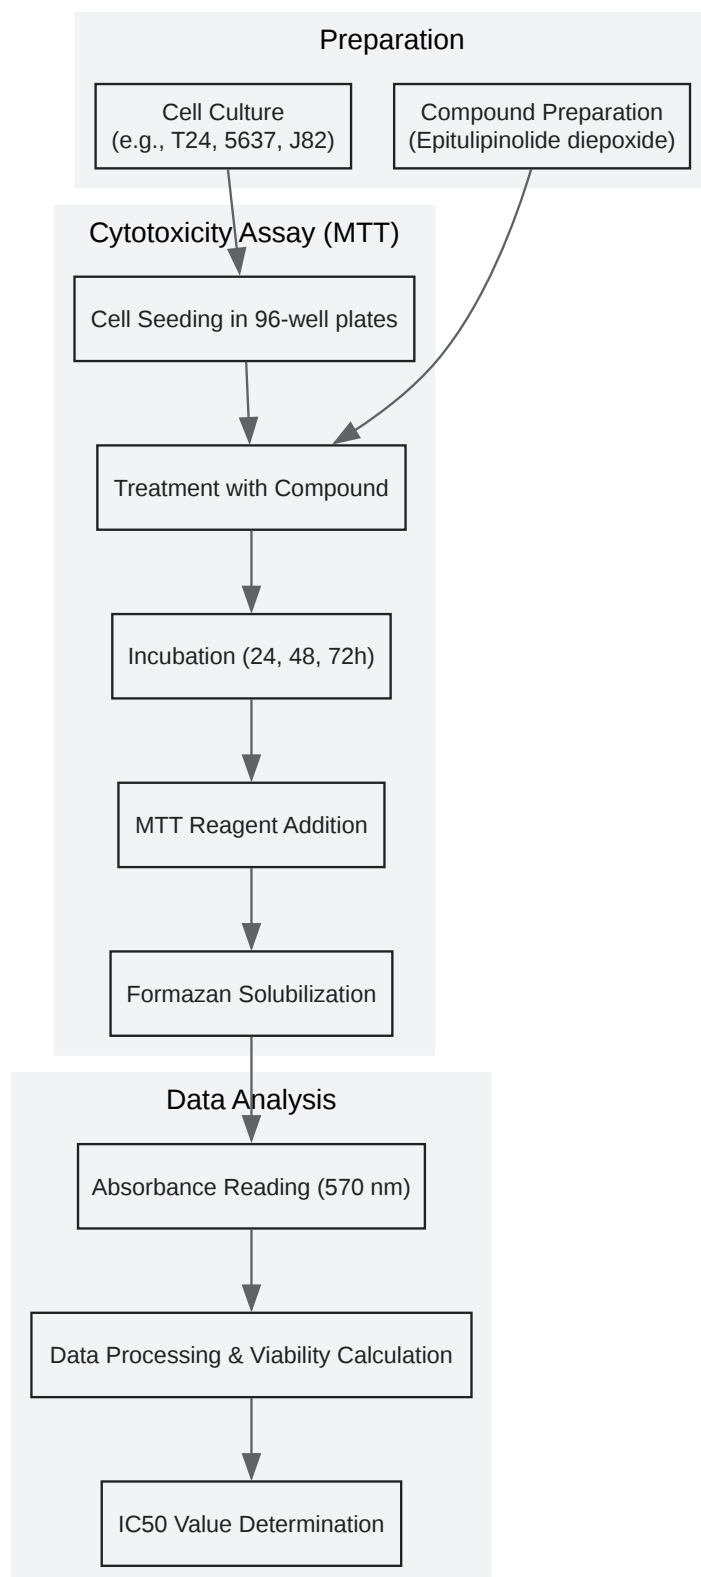 Preparation
Cell Culture
(e.g., T24, 5637, J82)
Compound Preparation
(Epitulipinolide diepoxide)
Cytotoxicity Assay (MTT)
Cell Seeding in 96-well plates
Treatment with Compound
Incubation (24, 48, 72h)
MTT Reagent Addition
Formazan Solubilization
Data Analysis
Absorbance Reading (570 nm)
Data Processing & Viability Calculation
IC50 Value Determination